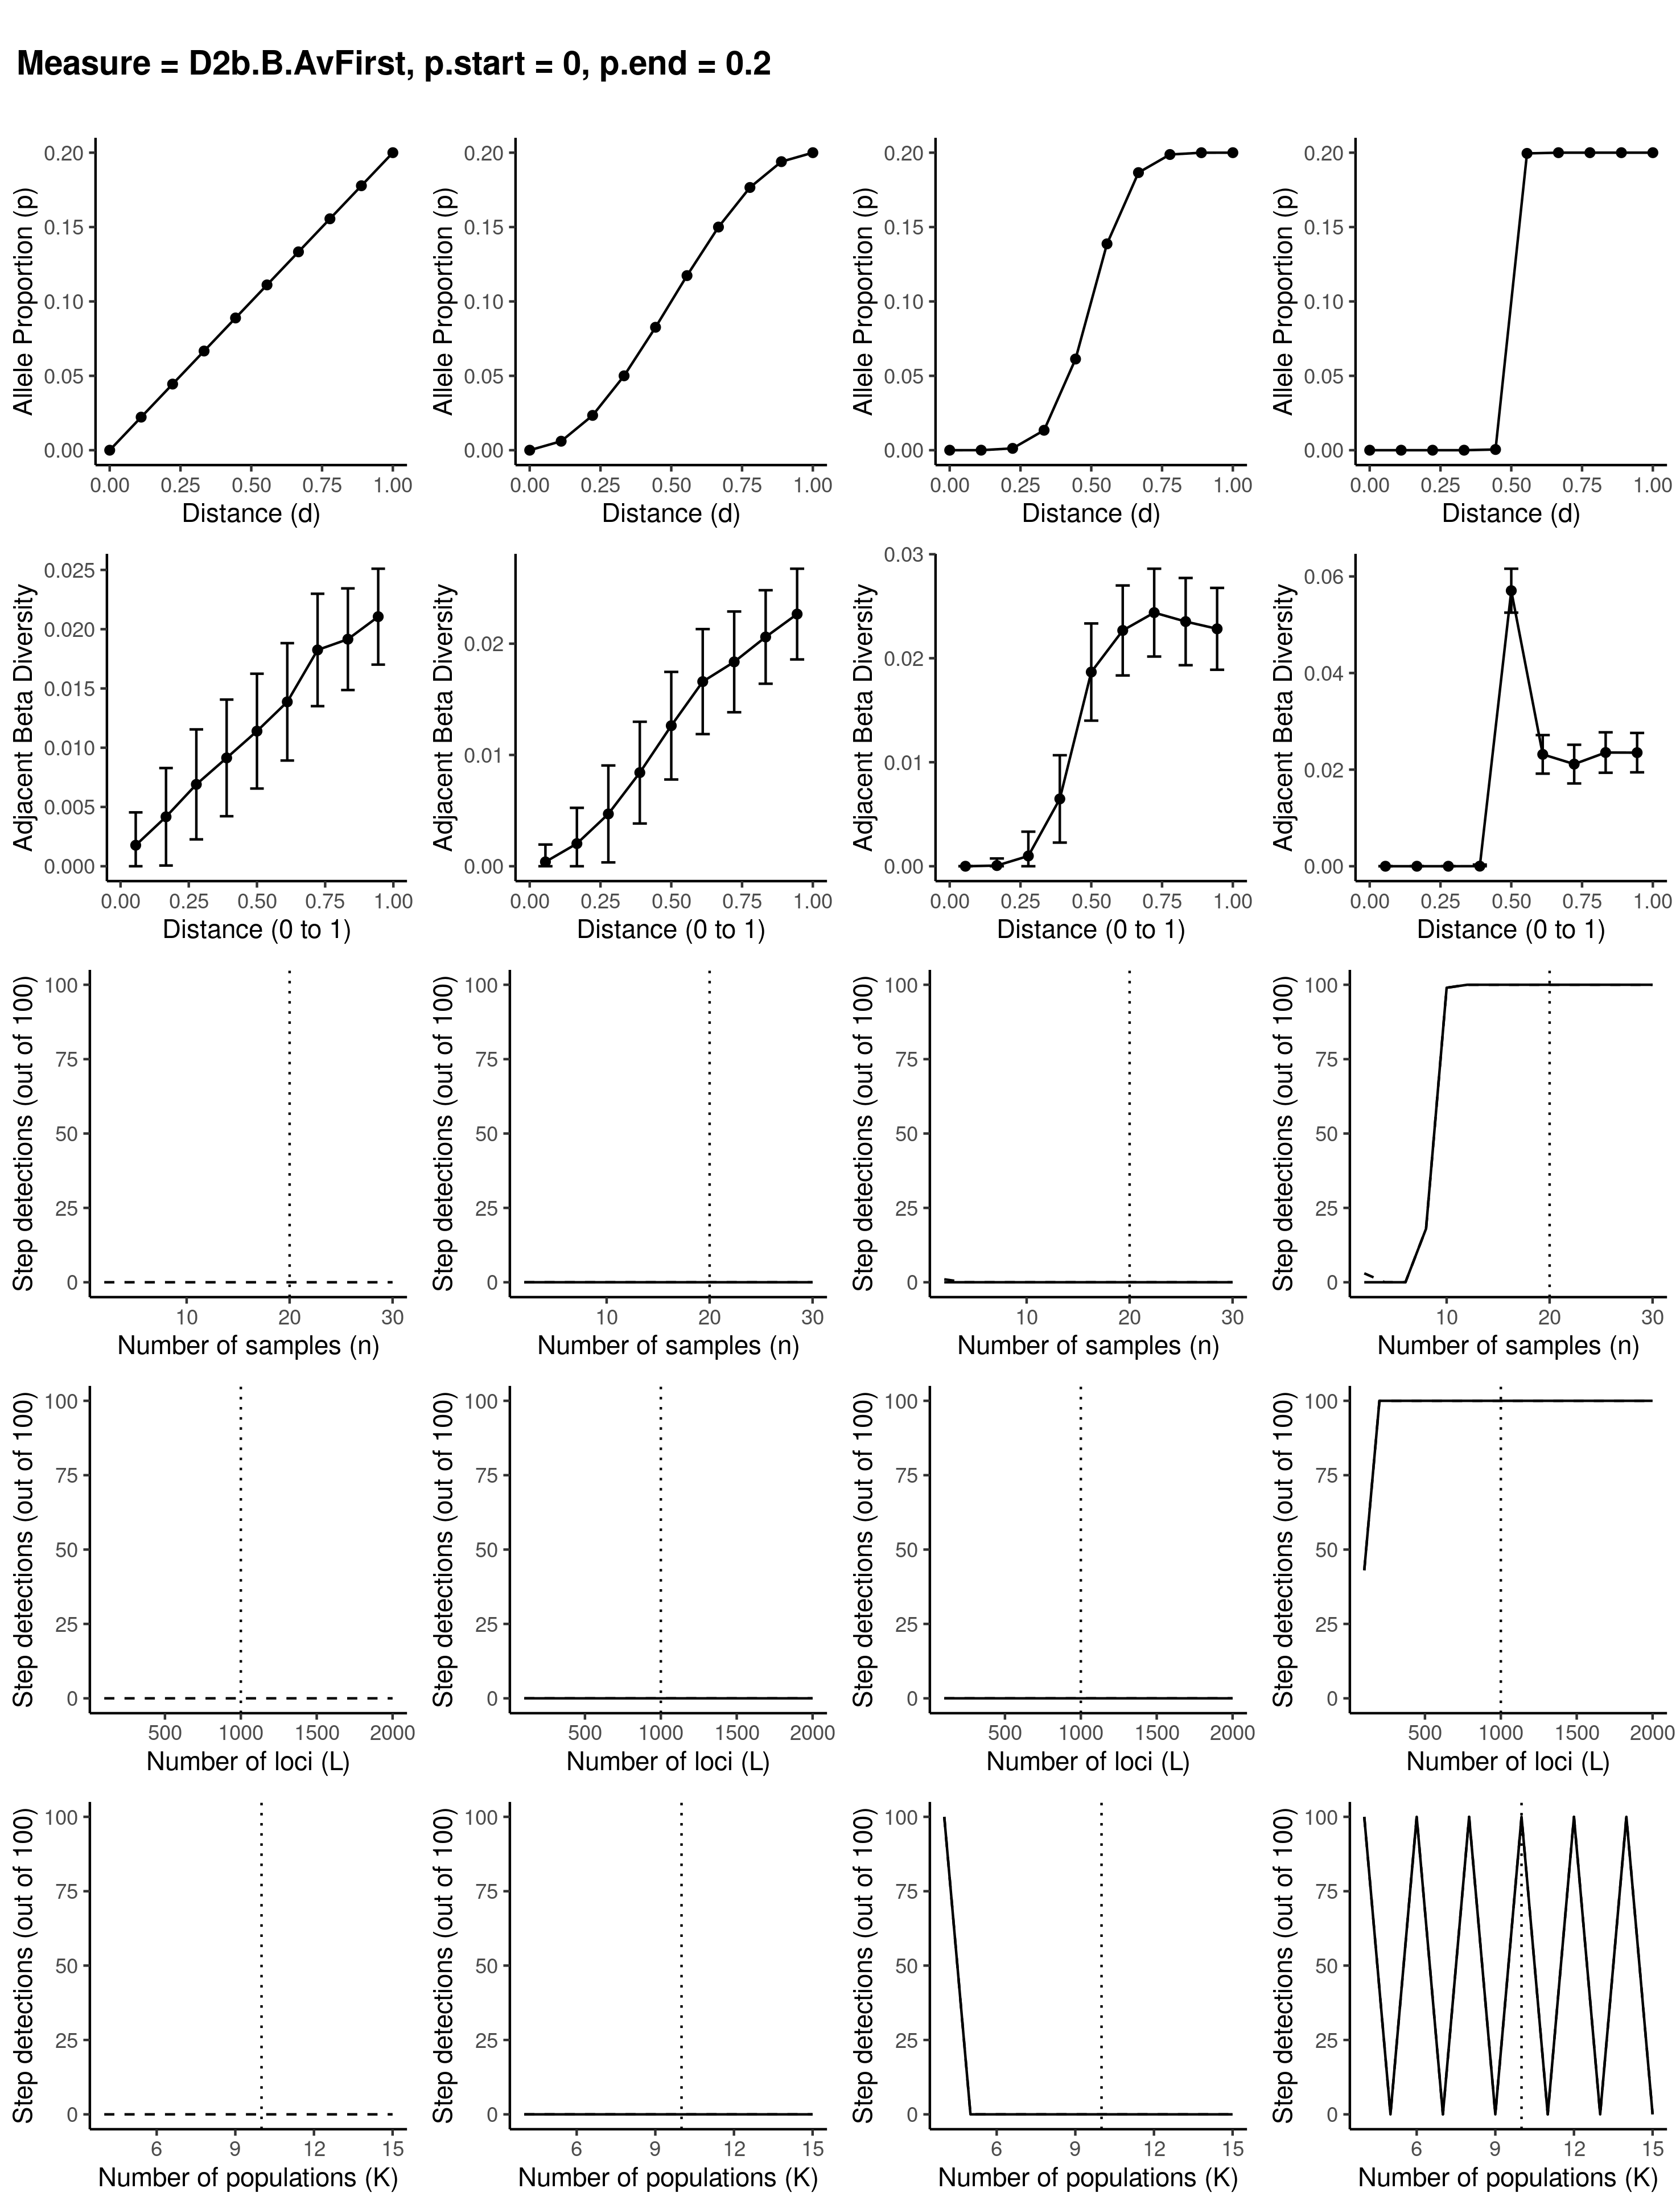 Measure = D2b.B.AvFirst, p.start = 0, p.end = 0.2
Allele Proportion (p)
0.20
0.15
0.10
0.05
0.00
0.00 0.25 0.50 0.75 1.00
Distance (d)
Allele Proportion (p)
0.20
0.15
0.10
0.05
0.00
0.00 0.25 0.50 0.75 1.00
Distance (d)
Allele Proportion (p)
0.20
0.15
0.10
0.05
0.00
0.00 0.25 0.50 0.75 1.00
Distance (d)
Allele Proportion (p)
0.20
0.15
0.10
0.05
0.00
0.00 0.25 0.50 0.75 1.00
Distance (d)
Adjacent Beta Diversity
0.025
0.020
0.015
0.010
0.005
0.000
0.00 0.25 0.50 0.75 1.00
Distance (0 to 1)
Adjacent Beta Diversity
0.02
0.01
0.00
0.00 0.25 0.50 0.75 1.00
Distance (0 to 1)
Adjacent Beta Diversity
0.03
0.02
0.01
0.00
0.00 0.25 0.50 0.75 1.00
Distance (0 to 1)
Adjacent Beta Diversity
0.06
0.04
0.02
0.00
0.00 0.25 0.50 0.75 1.00
Distance (0 to 1)
Step detections (out of 100)
100
75
50
25
0
10 20 30
Number of samples (n)
Step detections (out of 100)
100
75
50
25
0
10 20 30
Number of samples (n)
Step detections (out of 100)
100
75
50
25
0
10 20 30
Number of samples (n)
Step detections (out of 100)
100
75
50
25
0
10 20 30
Number of samples (n)
Step detections (out of 100)
100
75
50
25
0
500 1000 1500 2000
Number of loci (L)
Step detections (out of 100)
100
75
50
25
0
500 1000 1500 2000
Number of loci (L)
Step detections (out of 100)
100
75
50
25
0
500 1000 1500 2000
Number of loci (L)
Step detections (out of 100)
100
75
50
25
0
500 1000 1500 2000
Number of loci (L)
Step detections (out of 100)
100
75
50
25
0
6 9 12 15
Number of populations (K)
Step detections (out of 100)
100
75
50
25
0
6 9 12 15
Number of populations (K)
Step detections (out of 100)
100
75
50
25
0
6 9 12 15
Number of populations (K)
Step detections (out of 100)
100
75
50
25
0
6 9 12 15
Number of populations (K)